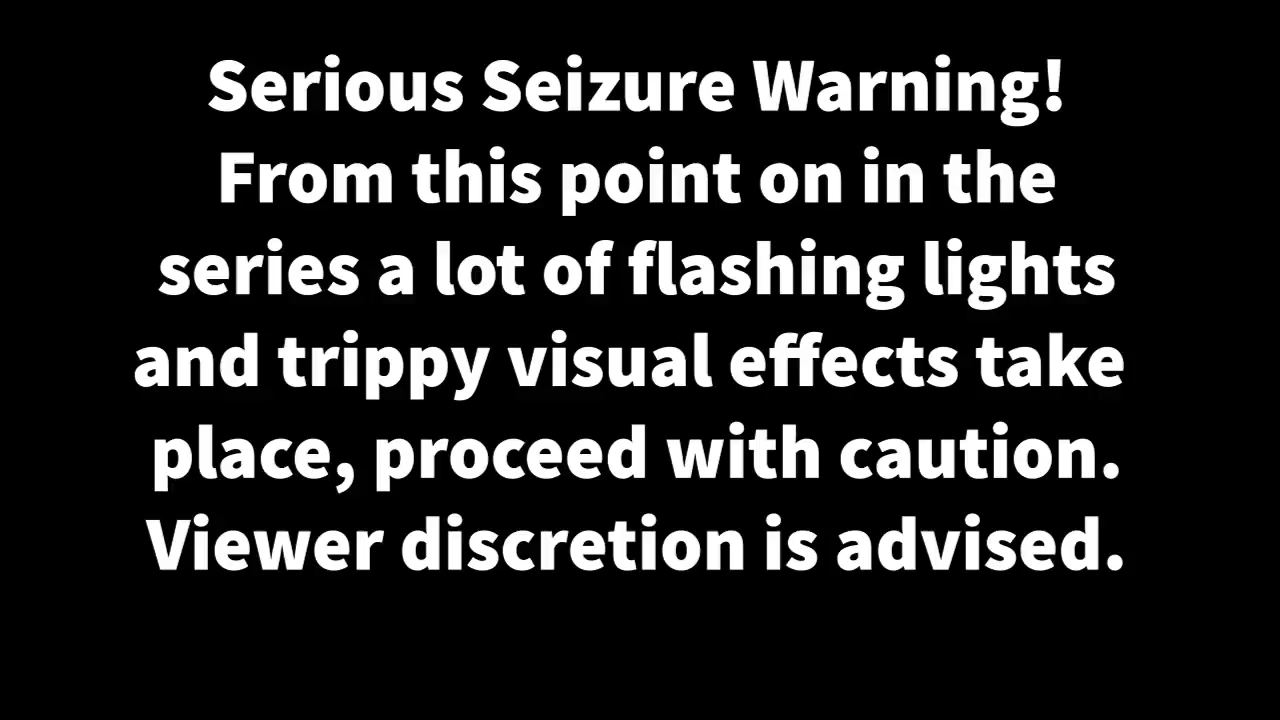 Serious Seizure Warning!
From this point on in the
series a lot of flashing lights
and trippy visual effects take
place, proceed with caution.
Viewer discretion is advised.